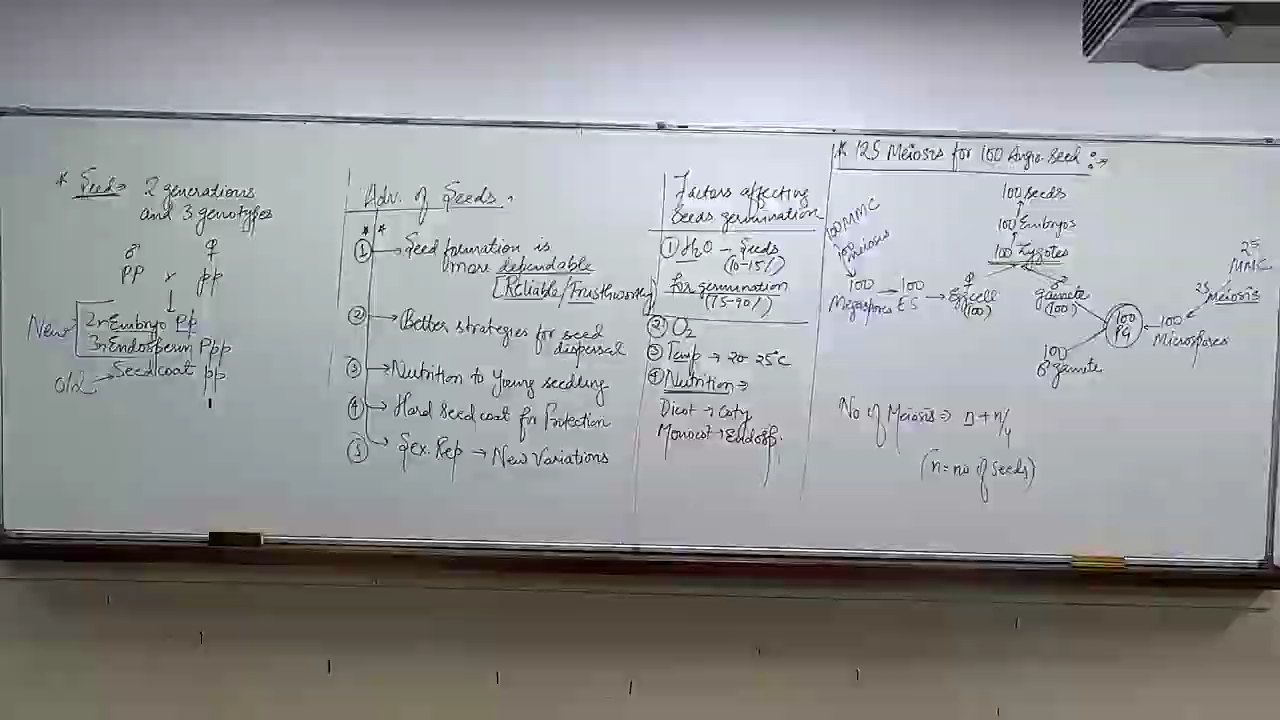 * Seed⇒ 2 generations
and 3 genotypes
♂ ♀
PP × pp
↓
New 2n Embryo Pp
3n Endosperm Ppp
Old → Seedcoat pp
Adv. of Seeds.
**
① → Seed formation is
more dependable
Reliable/Trustworthy
② → Better strategies for seed
dispersal
③ → Nutrition to Young seedling
④ → Hard Seed coat for Protection
⑤ Sex. Rep → New Variations
Factors affecting
Seeds germination
① H2O → Seeds
(10-15%)
for germination
(75-90%)
② O2
③ Temp → 20-25°C
④ Nutrition ⇒
Dicot → Coty
Monocot → Endosp.
* 125 Meiosis for 100 Angio. Seed :→
100 Seeds
↑
100 Embryos
↑
100 Zygotes
100 MMC
100 Meiosis
100 Megaspores → 100 ES → ♀ Egg cell (100)
♂ gamete (100)
100 PG
100 ♂ gamete
100 Microspores
25 Meiosis
25 MMC
No of Meiosis ⇒ n + n/4
(n = no of Seeds)